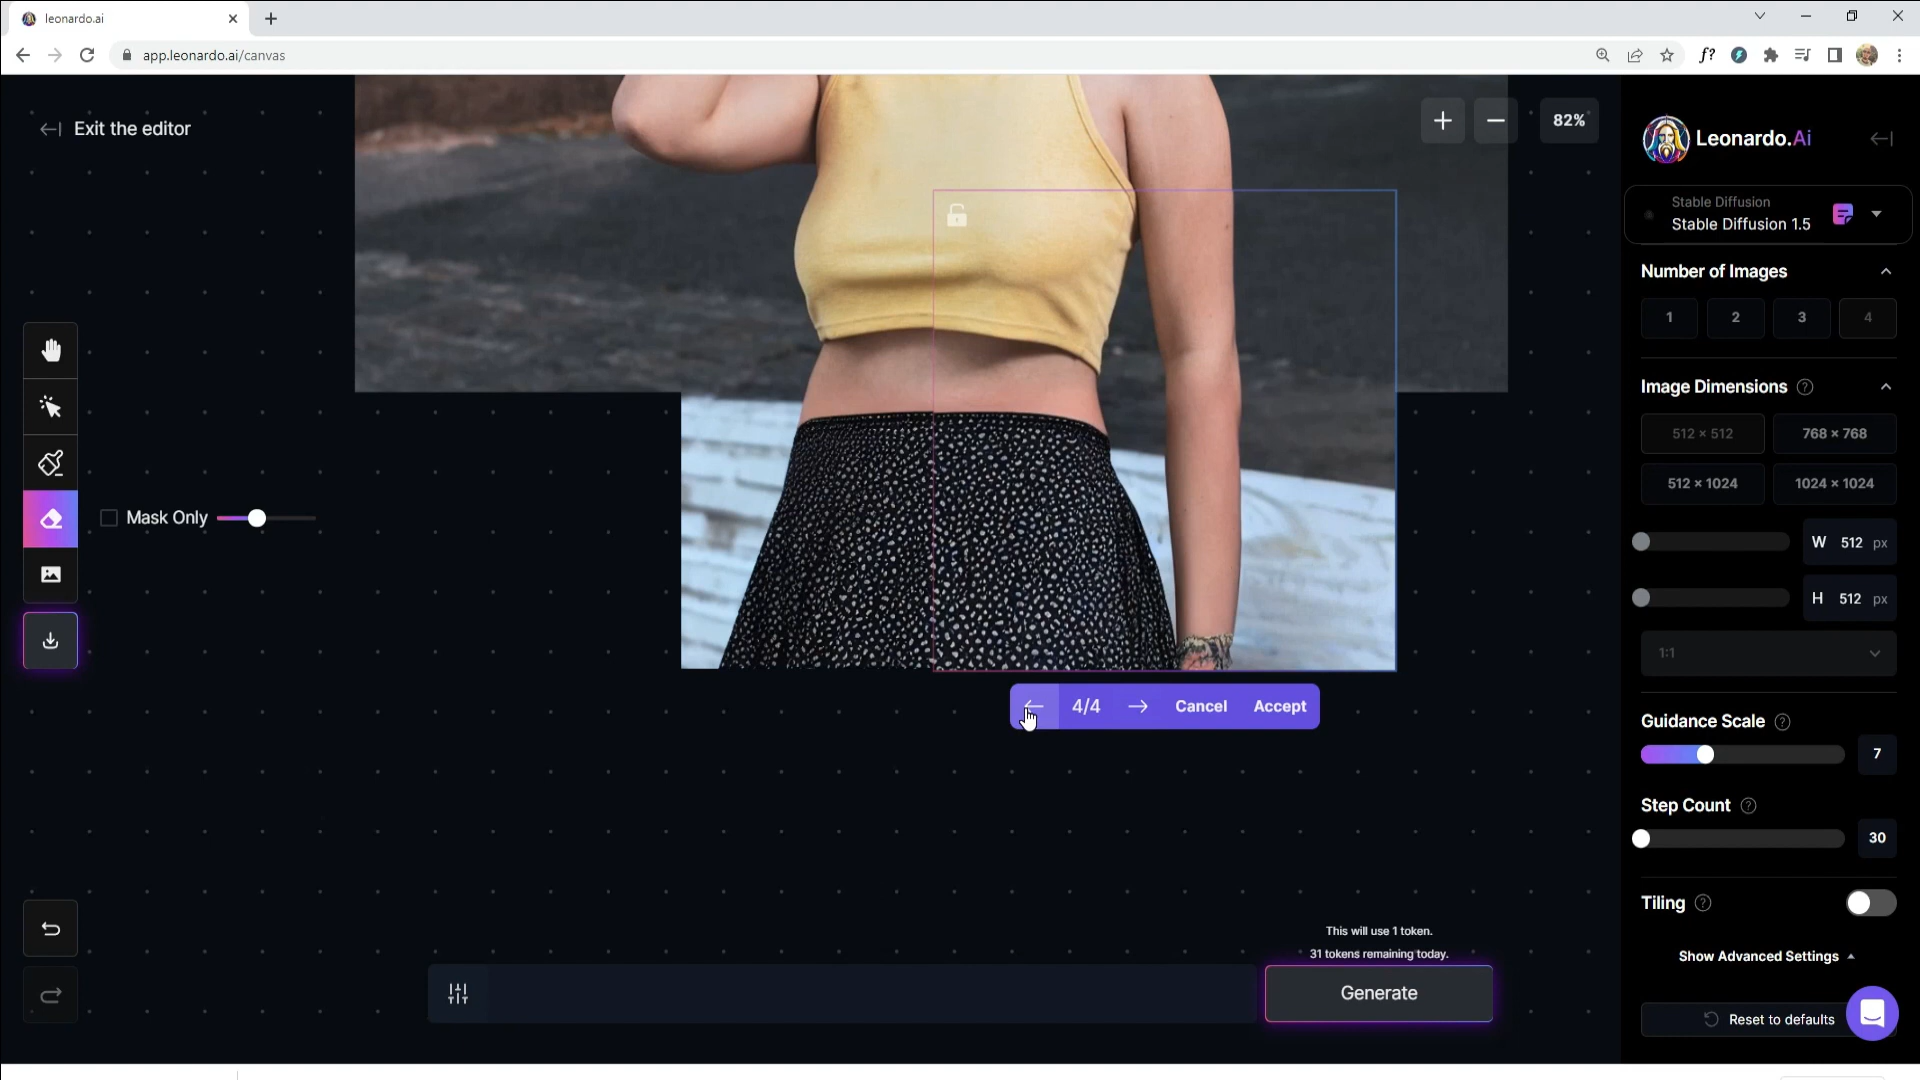 leonardo.ai
app.leonardo.ai/canvas
f?
Exit the editor
82%
Leonardo.Ai
Stable Diffusion
Stable Diffusion 1.5
Number of Images
1 2 3 4
Image Dimensions ?
512 × 512 768 × 768
512 × 1024 1024 × 1024
W 512 px
H 512 px
1:1
Mask Only
4/4 Cancel Accept
Guidance Scale ?
7
Step Count ?
30
Tiling ?
Show Advanced Settings
Reset to defaults
This will use 1 token.
31 tokens remaining today.
Generate